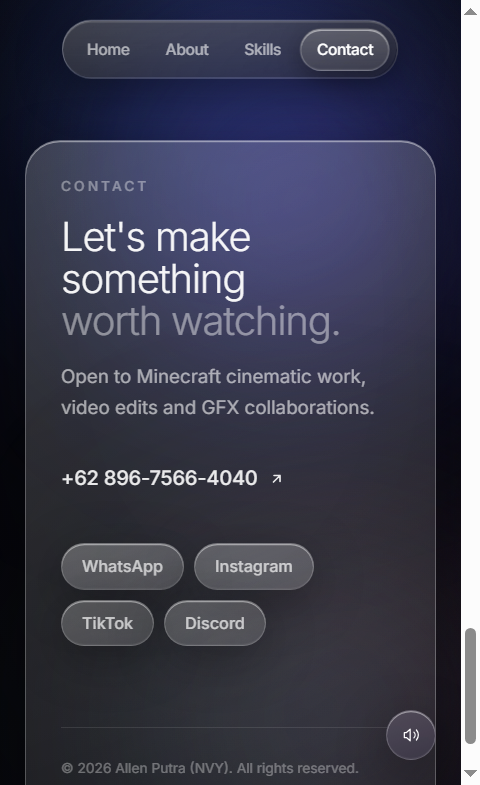 Home About Skills Contact
CONTACT
Let's make
something
worth watching.
Open to Minecraft cinematic work,
video edits and GFX collaborations.
+62 896-7566-4040 ↗
WhatsApp Instagram
TikTok Discord
© 2026 Allen Putra (NVY). All rights reserved.